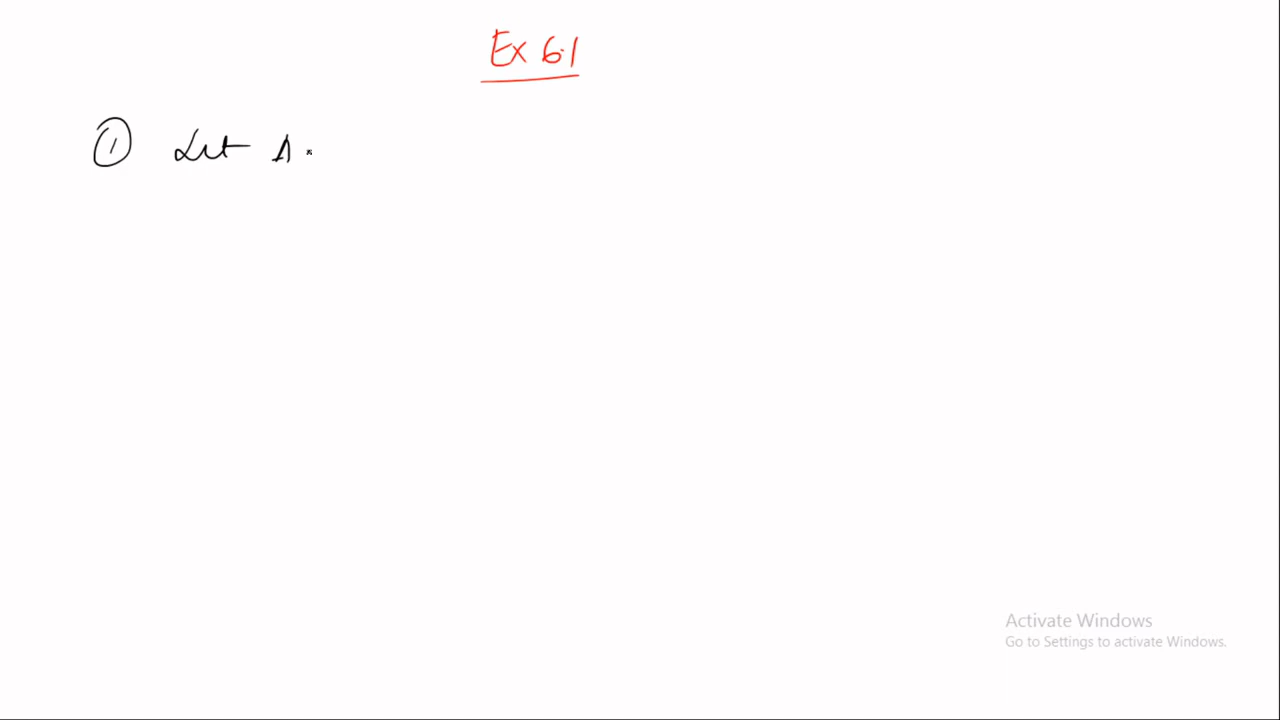 Ex 6.1
① Let A
Activate Windows
Go to Settings to activate Windows.